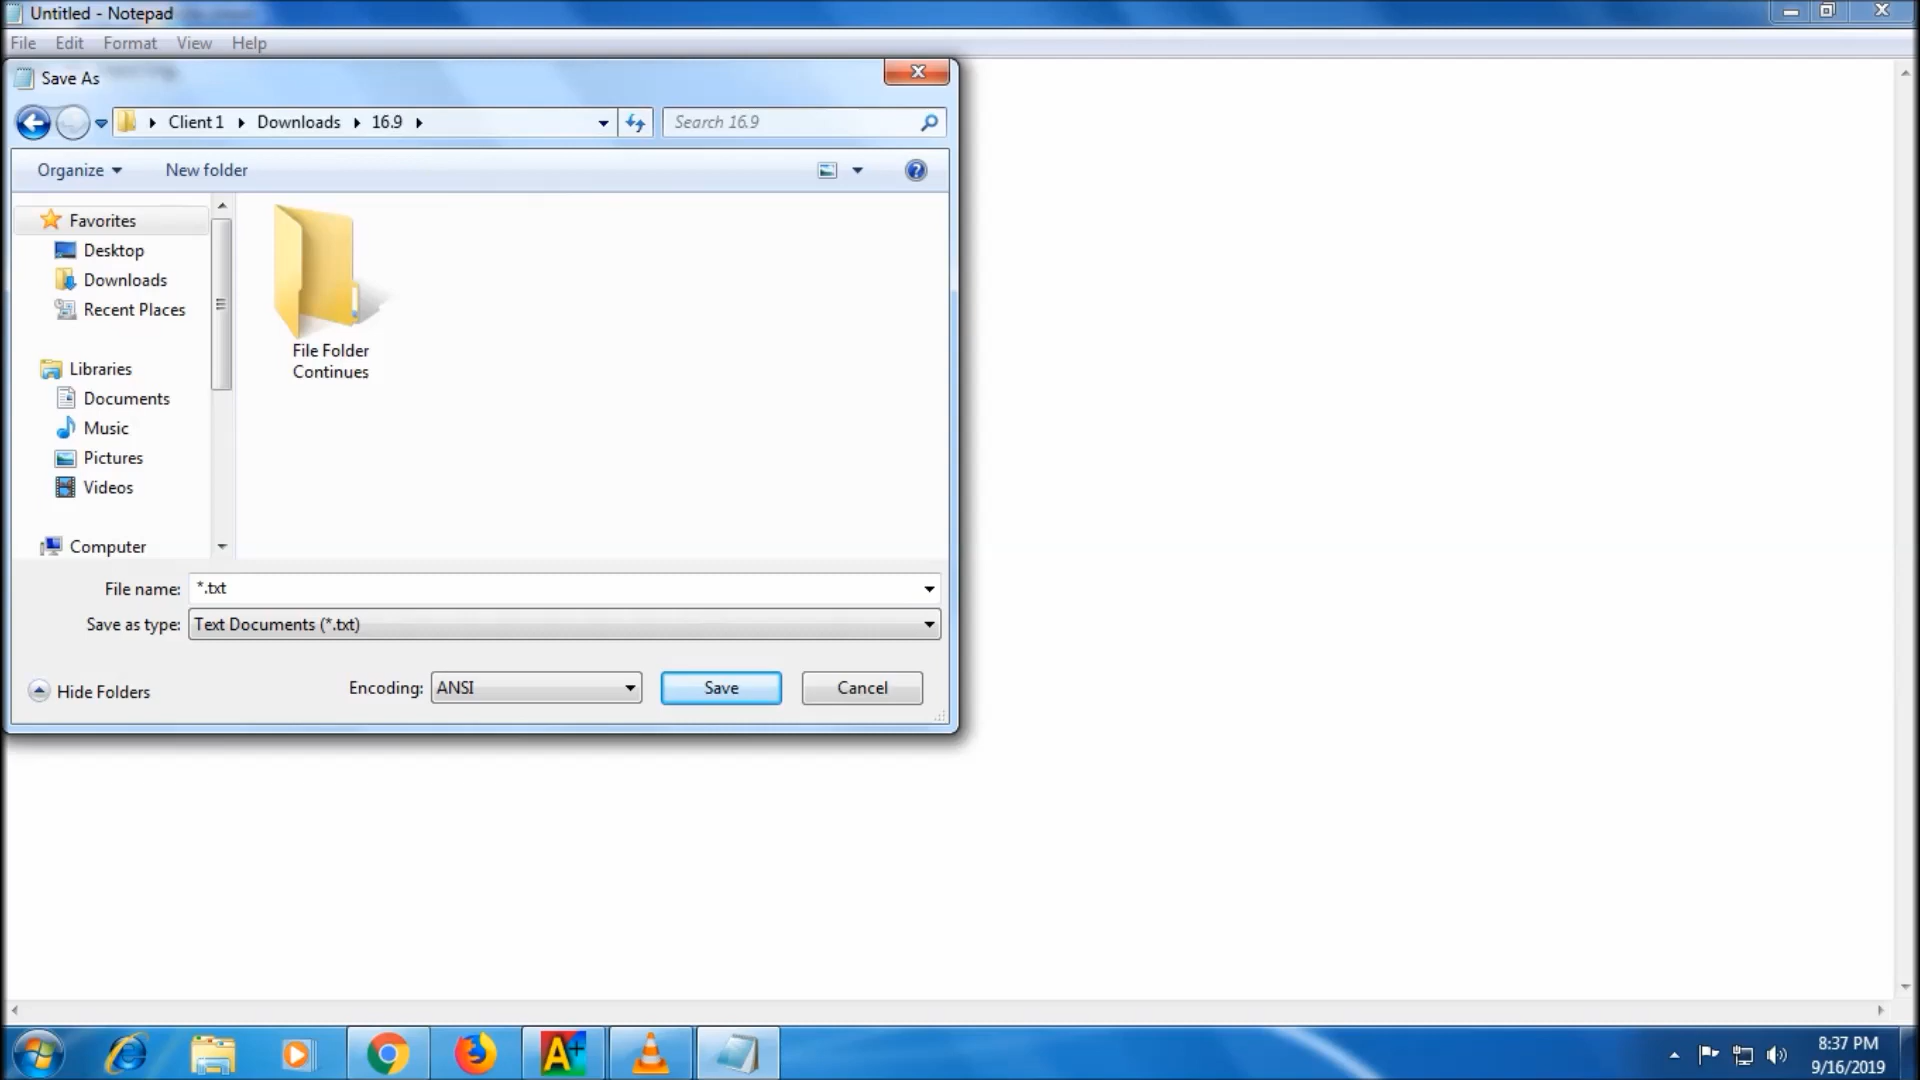 Untitled - Notepad
File Edit Format View Help
Save As
Client 1 Downloads 16.9
Search 16.9
Organize New folder
Favorites
Desktop
Downloads
Recent Places
Libraries
Documents
Music
Pictures
Videos
Computer
File Folder
Continues
File name: *.txt
Save as type: Text Documents (*.txt)
Hide Folders
Encoding: ANSI
Save
Cancel
8:37 PM
9/16/2019